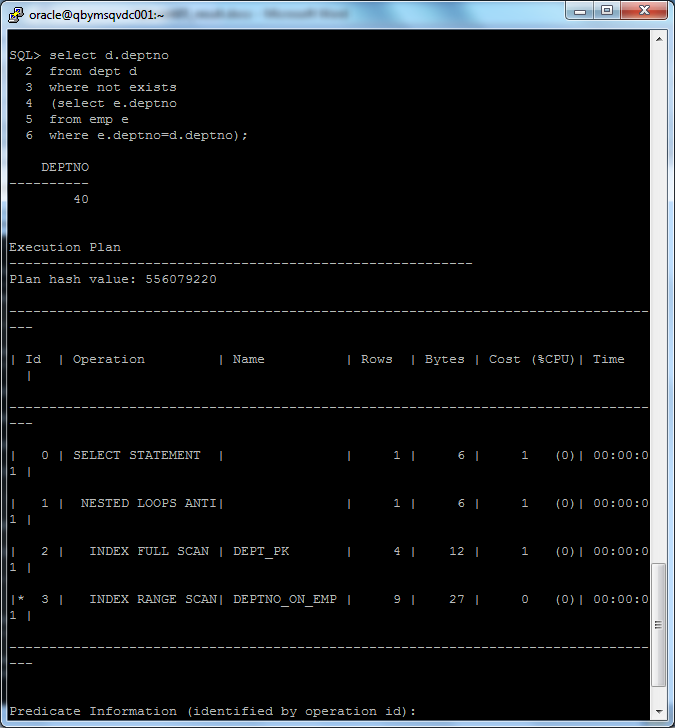 oracle@qbymsqvdc001:~
SQL> select d.deptno
  2  from dept d
  3  where not exists
  4  (select e.deptno
  5  from emp e
  6  where e.deptno=d.deptno);
    DEPTNO
----------
        40
Execution Plan
----------------------------------------------------------
Plan hash value: 556079220
--------------------------------------------------------------------------------
---
| Id  | Operation         | Name          | Rows  | Bytes | Cost (%CPU)| Time
  |
--------------------------------------------------------------------------------
---
|   0 | SELECT STATEMENT  |               |     1 |     6 |     1   (0)| 00:00:0
1 |
|   1 |  NESTED LOOPS ANTI|               |     1 |     6 |     1   (0)| 00:00:0
1 |
|   2 |   INDEX FULL SCAN | DEPT_PK       |     4 |    12 |     1   (0)| 00:00:0
1 |
|*  3 |   INDEX RANGE SCAN| DEPTNO_ON_EMP |     9 |    27 |     0   (0)| 00:00:0
1 |
--------------------------------------------------------------------------------
---
Predicate Information (identified by operation id):